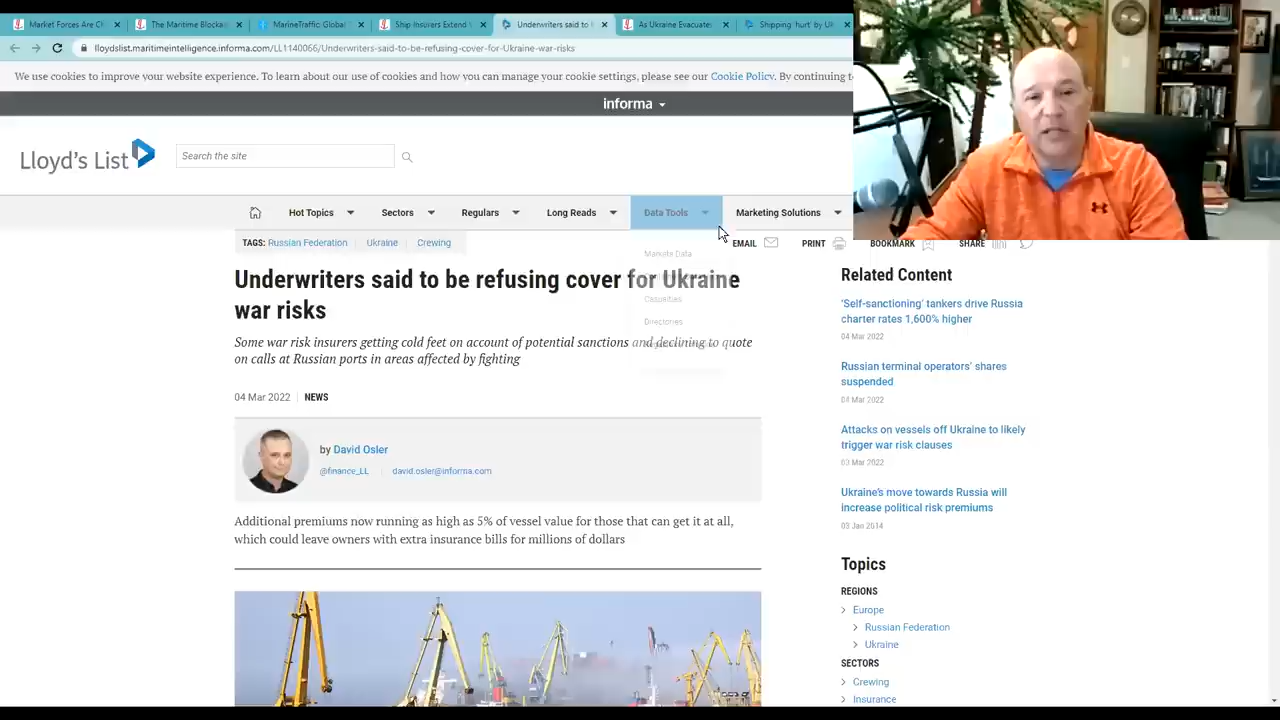 Market Forces Are Cl
The Maritime Blockad
MarineTraffic: Global
Ship Insurers Extend V
Underwriters said to b
As Ukraine Evacuates
Shipping 'hurt' by Uk
lloydslist.maritimeintelligence.informa.com/LL1140066/Underwriters-said-to-be-refusing-cover-for-Ukraine-war-risks
We use cookies to improve your website experience. To learn about our use of cookies and how you can manage your cookie settings, please see our Cookie Policy. By continuing to
informa
Lloyd's List
Search the site
Hot Topics
Sectors
Regulars
Long Reads
Data Tools
Marketing Solutions
TAGS: Russian Federation
Ukraine
Crewing
EMAIL
PRINT
BOOKMARK
SHARE
Markets Data
Casualties
Directories
Underwriters said to be refusing cover for Ukraine
war risks
Some war risk insurers getting cold feet on account of potential sanctions and declining to quote
on calls at Russian ports in areas affected by fighting
04 Mar 2022
NEWS
by David Osler
@finance_LL
david.osler@informa.com
Additional premiums now running as high as 5% of vessel value for those that can get it at all,
which could leave owners with extra insurance bills for millions of dollars
Related Content
'Self-sanctioning' tankers drive Russia
charter rates 1,600% higher
04 Mar 2022
Russian terminal operators' shares
suspended
04 Mar 2022
Attacks on vessels off Ukraine to likely
trigger war risk clauses
03 Mar 2022
Ukraine's move towards Russia will
increase political risk premiums
03 Jan 2014
Topics
REGIONS
Europe
Russian Federation
Ukraine
SECTORS
Crewing
Insurance